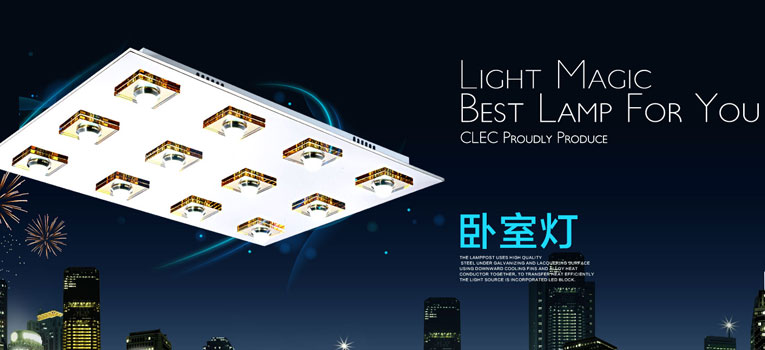 LIGHT MAGIC
BEST LAMP FOR YOU
CLEC PROUDLY PRODUCE
卧室灯
THE LAMPPOST USES HIGH QUALITY
STEEL UNDER GALVANIZING AND LACQUERING SURFACE
USING DOWNWARD COOLING FINS AND ALLOY HEAT
CONDUCTOR TOGETHER, TO TRANSFER HEAT EFFICIENTLY
THE LIGHT SOURCE IS INCORPORATED LED BLOCK.